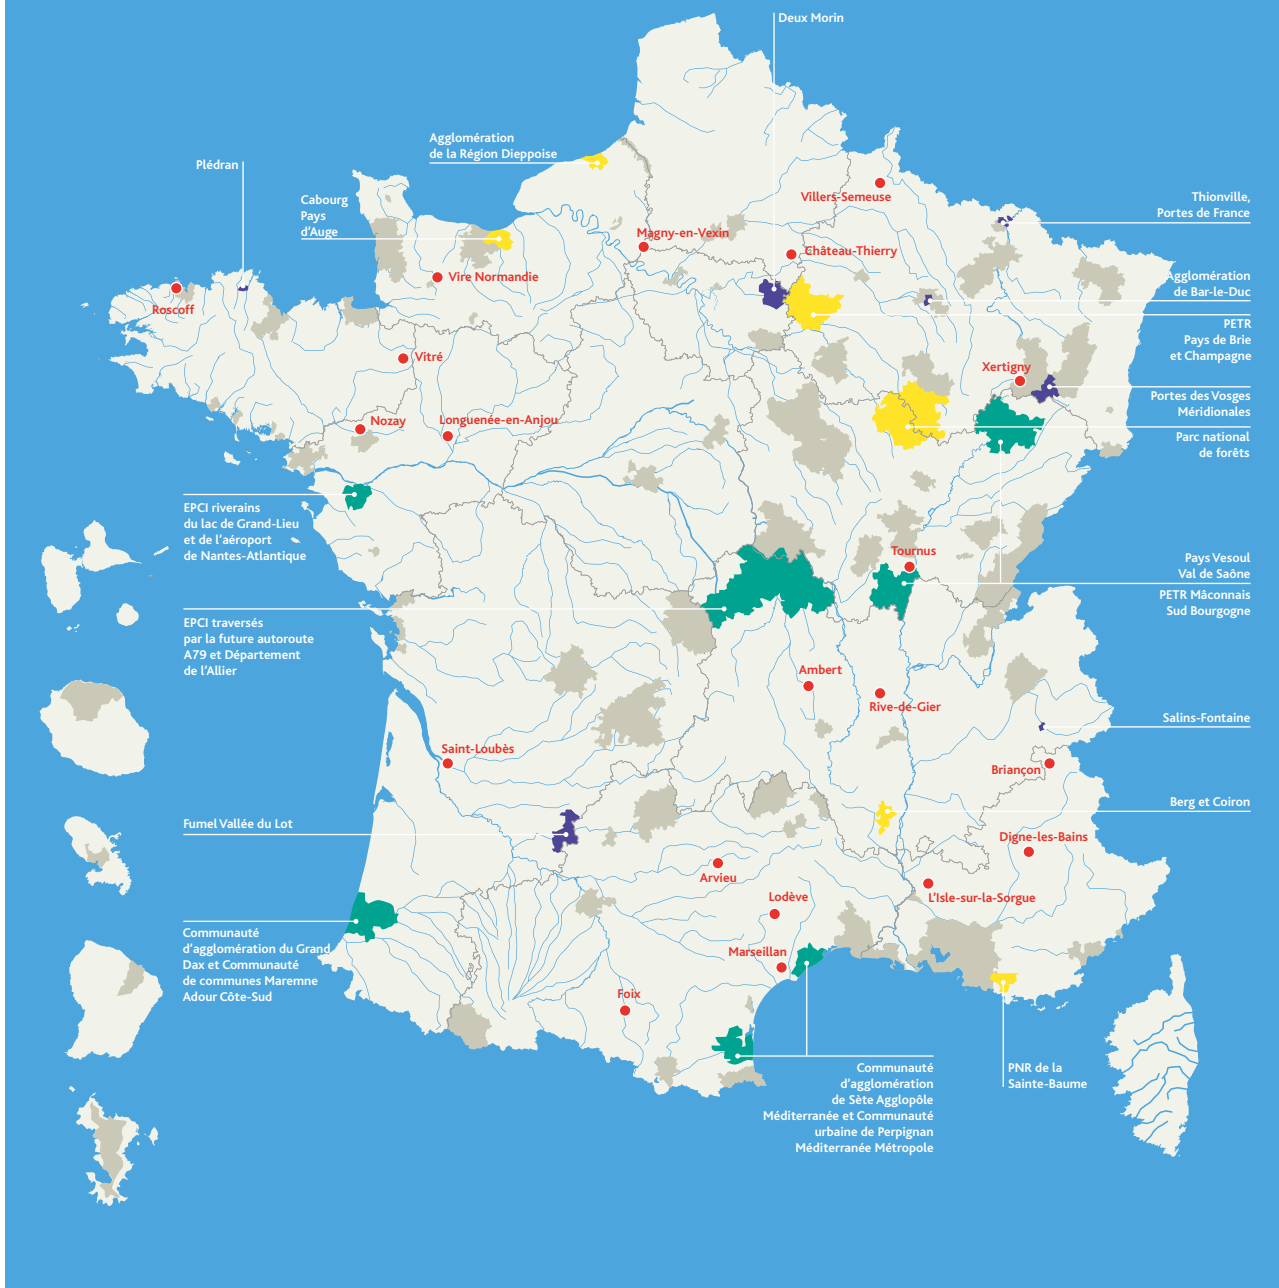 Deux Morin
Agglomération
de la Région Dieppoise
Plédran
Cabourg
Pays
d'Auge
Villers-Semeuse
Thionville,
Portes de France
Magny-en-Vexin
Château-Thierry
Vire Normandie
Roscoff
Agglomération
de Bar-le-Duc
PETR
Pays de Brie
et Champagne
Vitré
Xertigny
Portes des Vosges
Méridionales
Nozay
Longuenée-en-Anjou
Parc national
de forêts
EPCI riverains
du lac de Grand-Lieu
et de l'aéroport
de Nantes-Atlantique
Tournus
Pays Vesoul
Val de Saône
PETR Mâconnais
Sud Bourgogne
EPCI traversés
par la future autoroute
A79 et Département
de l'Allier
Ambert
Rive-de-Gier
Salins-Fontaine
Saint-Loubès
Briançon
Berg et Coiron
Fumel Vallée du Lot
Digne-les-Bains
Arvieu
Lodève
L'Isle-sur-la-Sorgue
Communauté
d'agglomération du Grand
Dax et Communauté
de communes Maremne
Adour Côte-Sud
Marseillan
Foix
Communauté
d'agglomération
de Sète Agglopôle
Méditerranée et Communauté
urbaine de Perpignan
Méditerranée Métropole
PNR de la
Sainte-Baume